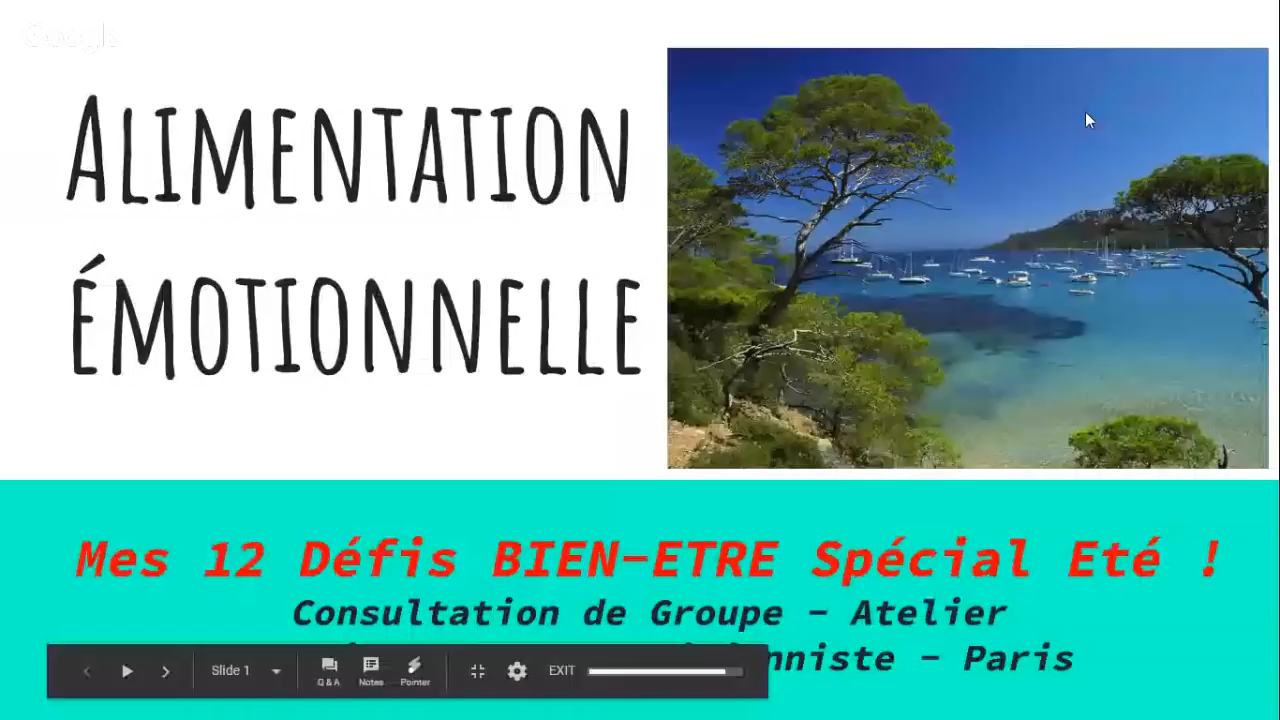 Google
ALIMENTATION
ÉMOTIONNELLE
Mes 12 Défis BIEN-ETRE Spécial Eté !
Consultation de Groupe - Atelier
- Paris
Slide 1
Q & A
Notes
Pointer
EXIT